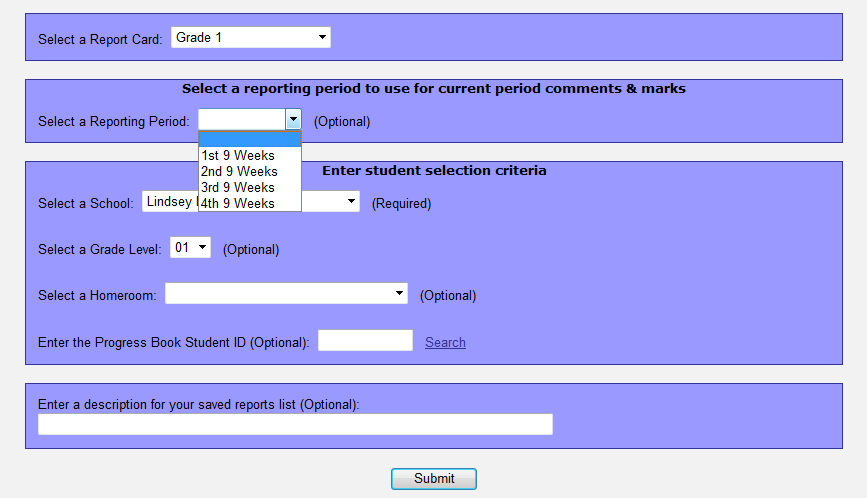 Select a Report Card: Grade 1
Select a reporting period to use for current period comments & marks
Select a Reporting Period: (Optional)
1st 9 Weeks
2nd 9 Weeks
3rd 9 Weeks
4th 9 Weeks
Enter student selection criteria
Select a School: Lindsey (Required)
Select a Grade Level: 01 (Optional)
Select a Homeroom: (Optional)
Enter the Progress Book Student ID (Optional): Search
Enter a description for your saved reports list (Optional):
Submit